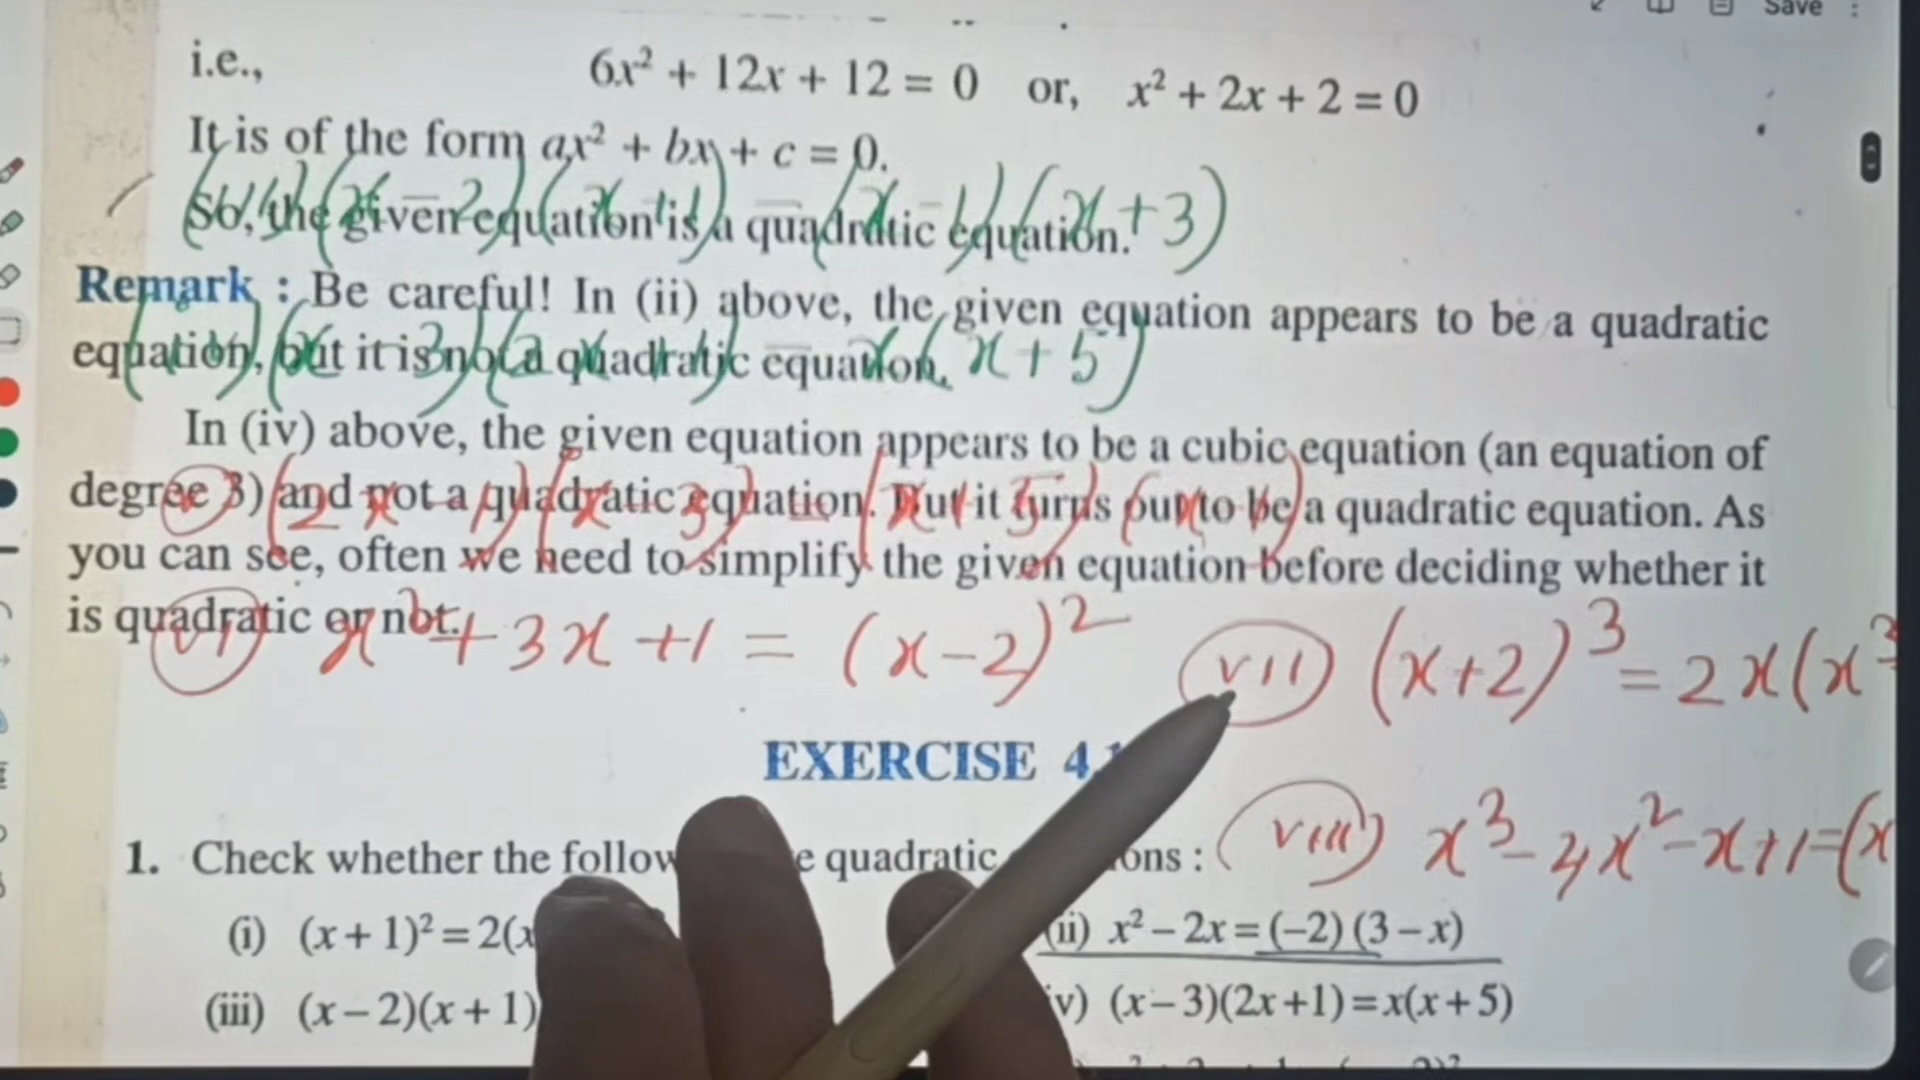 Save
i.e., 6x² + 12x + 12 = 0 or, x² + 2x + 2 = 0
It is of the form ax² + bx + c = 0.
So, the given equation is a quadratic equation.
(iii) (x - 2) (x + 1) = (x - 1) (x + 3)
Remark : Be careful! In (ii) above, the given equation appears to be a quadratic
equation, but it is not a quadratic equation.
(iv) (x - 3) (2x + 1) = x (x + 5)
In (iv) above, the given equation appears to be a cubic equation (an equation of
degree 3) and not a quadratic equation. But it turns out to be a quadratic equation. As
(v) (2x - 1) (x - 3) = (x + 5) (x - 1)
you can see, often we need to simplify the given equation before deciding whether it
is quadratic or not.
(vi) x² + 3x + 1 = (x - 2)² (vii) (x + 2)³ = 2x(x
EXERCISE 4.
1. Check whether the follow quadratic ons :
(viii) x³ - 4x² - x + 1 = (x
(i) (x + 1)² = 2(x (ii) x² – 2x = (–2) (3 – x)
(iii) (x – 2)(x + 1) iv) (x – 3)(2x +1) = x(x + 5)